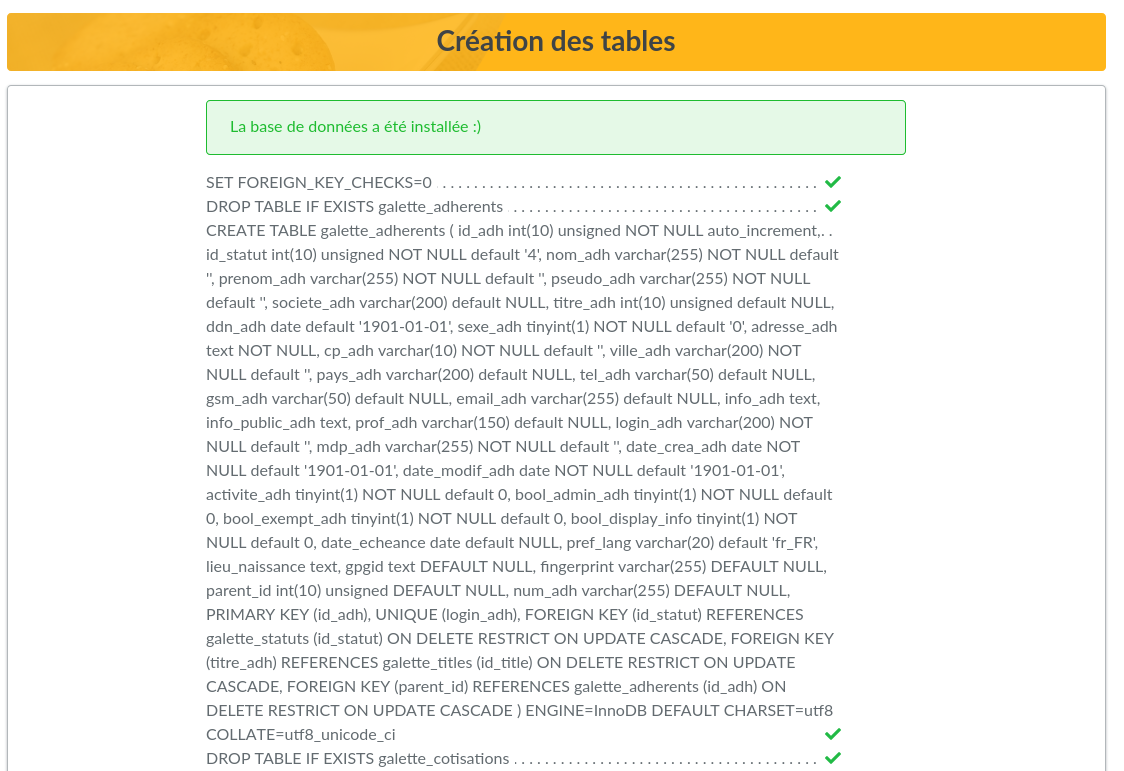 Création des tables
La base de données a été installée :)
SET FOREIGN_KEY_CHECKS=0 . . . . . . . . . . . . . . . . . . . . . . . . . . . . . . . . . . . . . . . . . . . . . . . .
DROP TABLE IF EXISTS galette_adherents . . . . . . . . . . . . . . . . . . . . . . . . . . . . . . . . . . . . . . .
CREATE TABLE galette_adherents ( id_adh int(10) unsigned NOT NULL auto_increment,. .
id_statut int(10) unsigned NOT NULL default '4', nom_adh varchar(255) NOT NULL default
'', prenom_adh varchar(255) NOT NULL default '', pseudo_adh varchar(255) NOT NULL
default '', societe_adh varchar(200) default NULL, titre_adh int(10) unsigned default NULL,
ddn_adh date default '1901-01-01', sexe_adh tinyint(1) NOT NULL default '0', adresse_adh
text NOT NULL, cp_adh varchar(10) NOT NULL default '', ville_adh varchar(200) NOT
NULL default '', pays_adh varchar(200) default NULL, tel_adh varchar(50) default NULL,
gsm_adh varchar(50) default NULL, email_adh varchar(255) default NULL, info_adh text,
info_public_adh text, prof_adh varchar(150) default NULL, login_adh varchar(200) NOT
NULL default '', mdp_adh varchar(255) NOT NULL default '', date_crea_adh date NOT
NULL default '1901-01-01', date_modif_adh date NOT NULL default '1901-01-01',
activite_adh tinyint(1) NOT NULL default 0, bool_admin_adh tinyint(1) NOT NULL default
0, bool_exempt_adh tinyint(1) NOT NULL default 0, bool_display_info tinyint(1) NOT
NULL default 0, date_echeance date default NULL, pref_lang varchar(20) default 'fr_FR',
lieu_naissance text, gpgid text DEFAULT NULL, fingerprint varchar(255) DEFAULT NULL,
parent_id int(10) unsigned DEFAULT NULL, num_adh varchar(255) DEFAULT NULL,
PRIMARY KEY (id_adh), UNIQUE (login_adh), FOREIGN KEY (id_statut) REFERENCES
galette_statuts (id_statut) ON DELETE RESTRICT ON UPDATE CASCADE, FOREIGN KEY
(titre_adh) REFERENCES galette_titles (id_title) ON DELETE RESTRICT ON UPDATE
CASCADE, FOREIGN KEY (parent_id) REFERENCES galette_adherents (id_adh) ON
DELETE RESTRICT ON UPDATE CASCADE ) ENGINE=InnoDB DEFAULT CHARSET=utf8
COLLATE=utf8_unicode_ci
DROP TABLE IF EXISTS galette_cotisations . . . . . . . . . . . . . . . . . . . . . . . . . . . . . . . . . . . . . . .